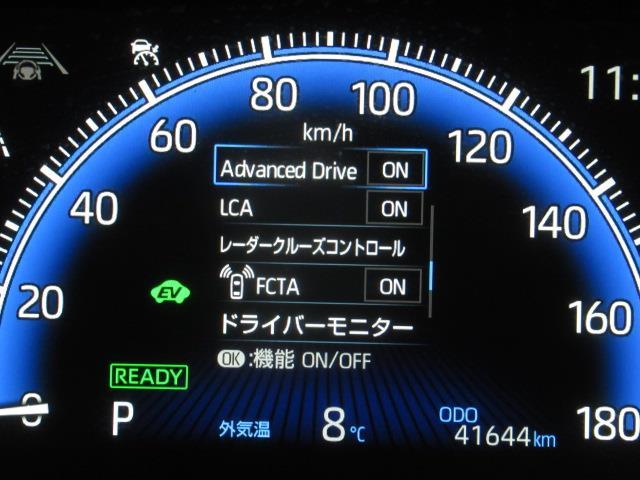 11:
80
100
km/h
60
120
Advanced Drive ON
LCA ON
40
140
レーダークルーズコントロール
FCTA ON
EV
20
160
ドライバーモニター
OK:機能 ON/OFF
READY
0
P
外気温 8℃
ODO
41644km
180